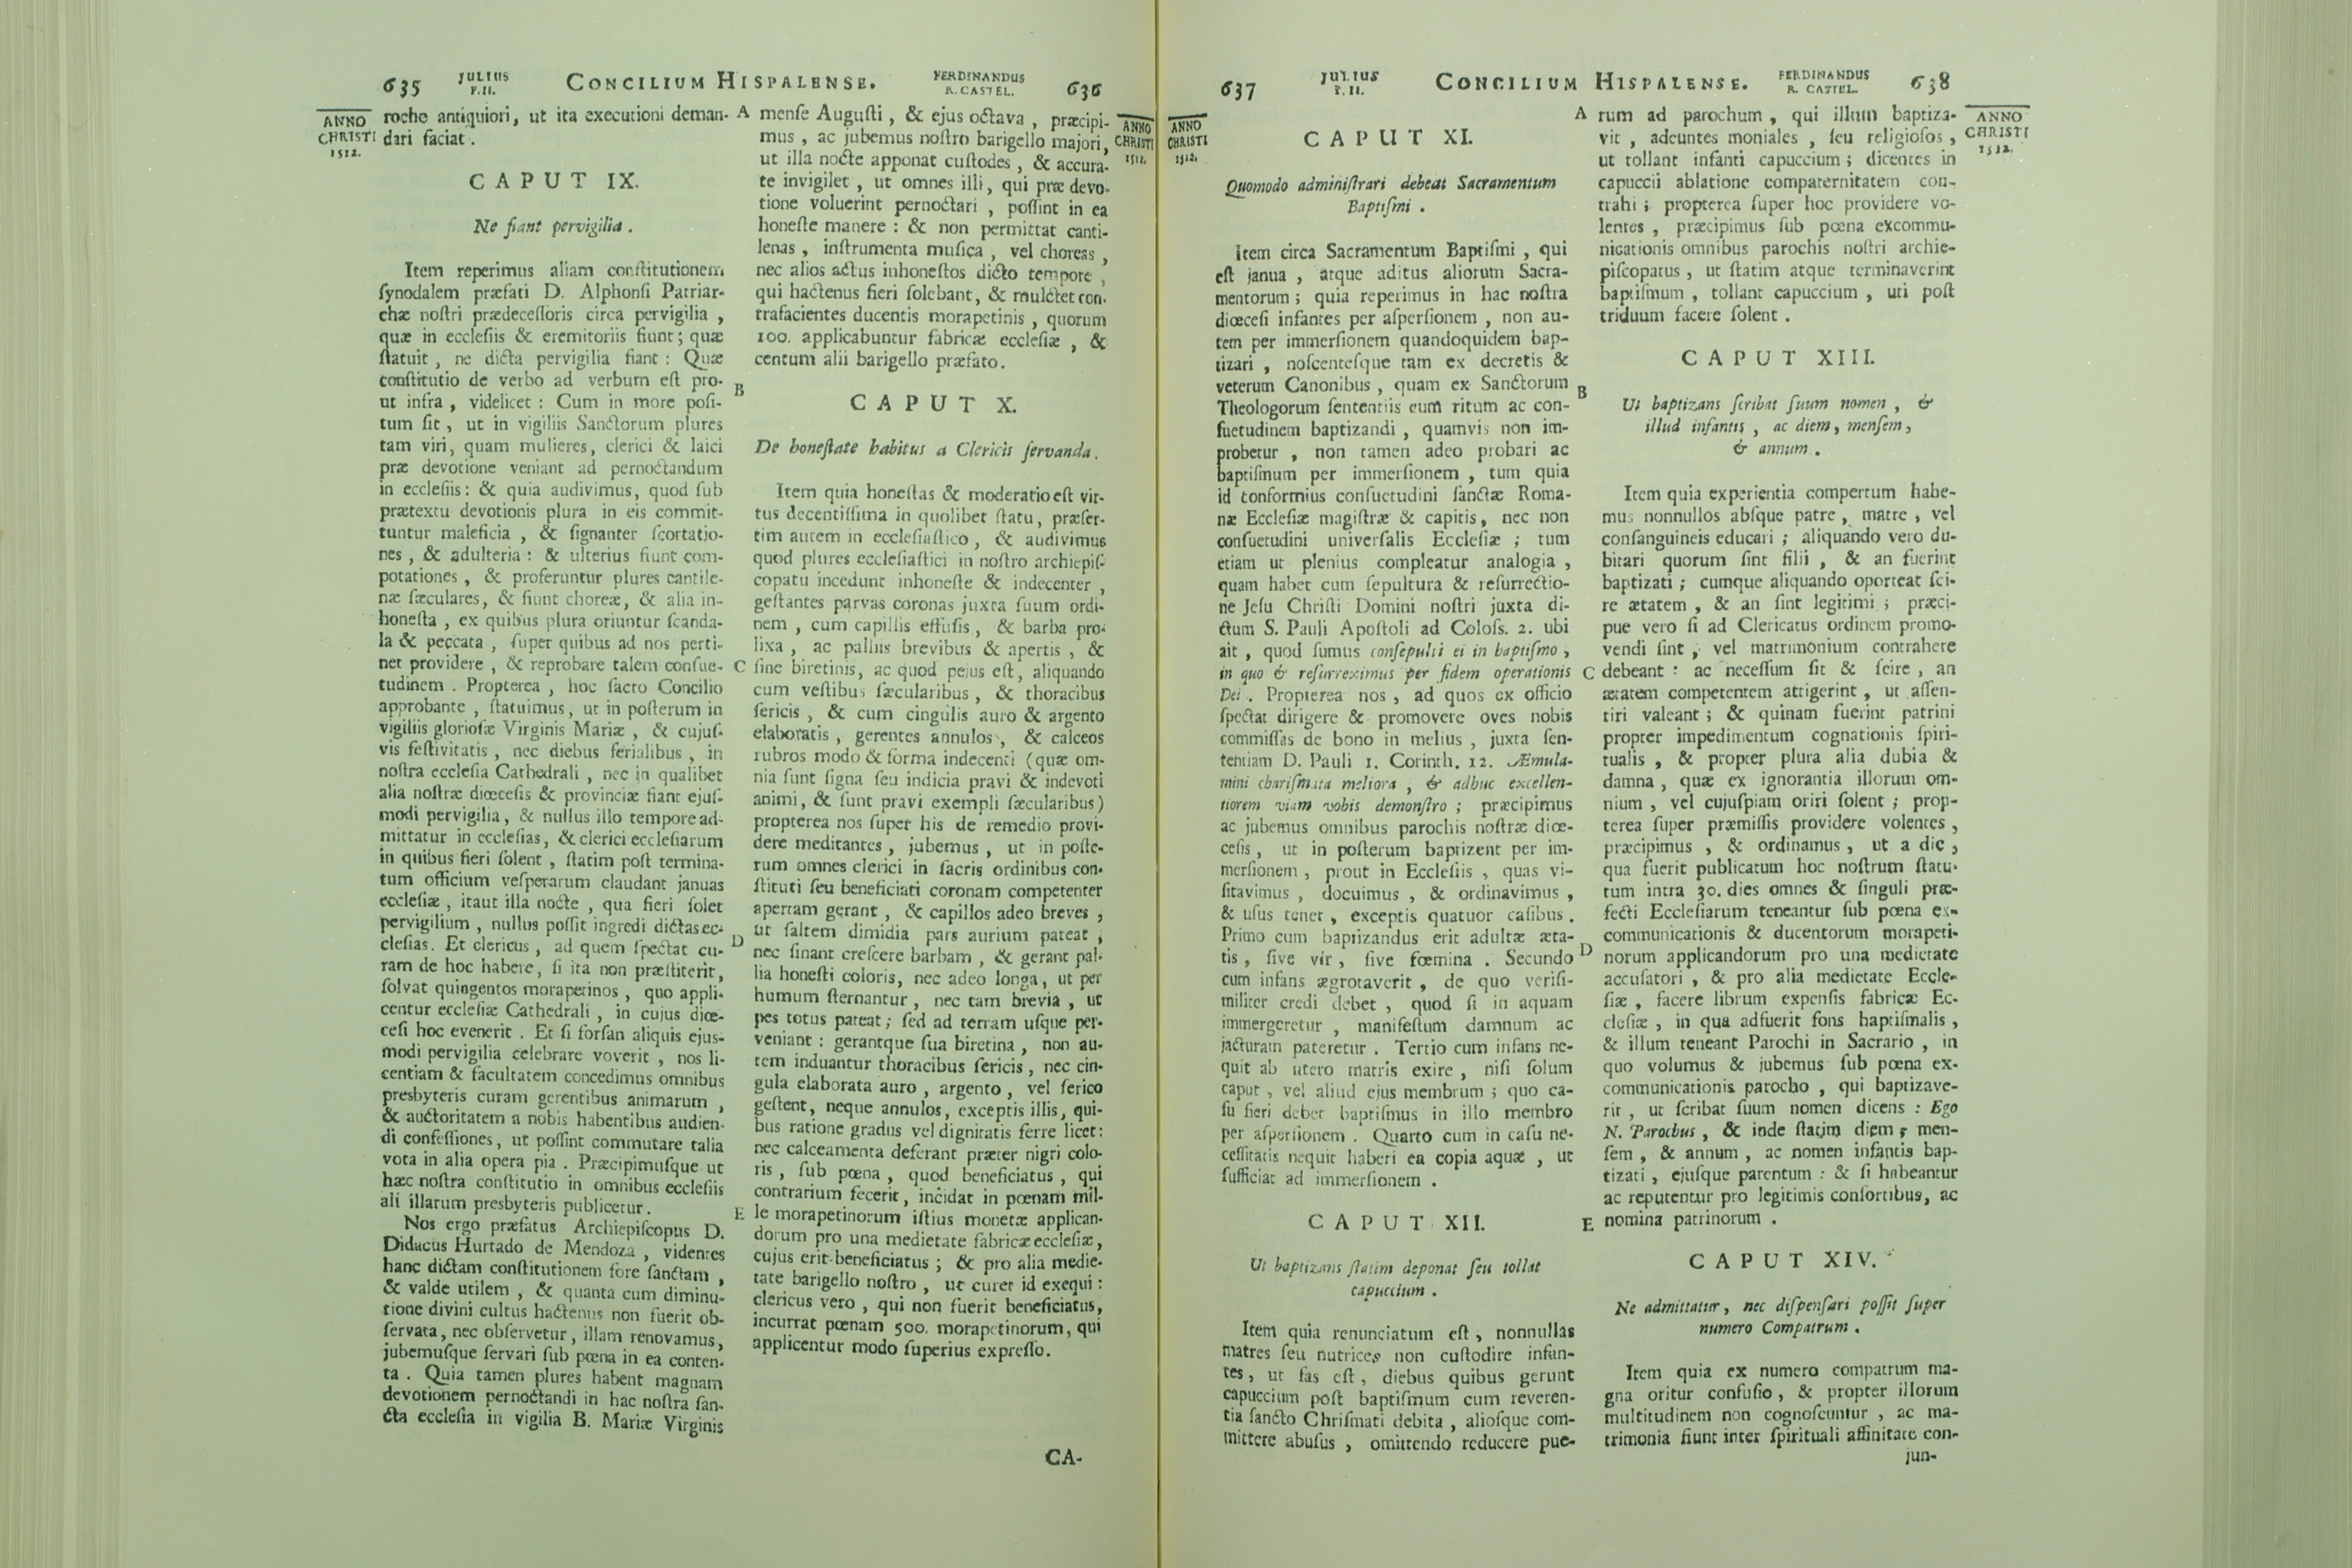 635 JULIUS P. II. CONCILIUM HISPALENSE. FERDINANDUS R. CASTEL. 636
ANNO CHRISTI 1512.
rocho antiquiori, ut ita executioni deman-
dari faciat.
CAPUT IX.
Ne fiant pervigilia.
Item reperimus aliam conſtitutionem
ſynodalem præfati D. Alphonſi Patriar-
chæ noſtri prædeceſſoris circa pervigilia,
quæ in eccleſiis & eremitoriis fiunt; quæ
ſtatuit, ne dicta pervigilia fiant: Quæ
conſtitutio de verbo ad verbum eſt pro-
ut infra, videlicet: Cum in more poſi-
tum ſit, ut in vigiliis Sanctorum plures
tam viri, quam mulieres, clerici & laici
præ devotione veniant ad pernoctandum
in eccleſiis: & quia audivimus, quod ſub
prætextu devotionis plura in eis commit-
tuntur maleficia, & ſignanter ſcortatio-
nes, & adulteria: & ulterius fiunt com-
potationes, & proferuntur plures cantile-
næ ſæculares, & fiunt choreæ, & alia in-
honeſta, ex quibus plura oriuntur ſcanda-
la & peccata, ſuper quibus ad nos perti-
net providere, & reprobare talem conſue-
tudinem. Propterea, hoc ſacro Concilio
approbante, ſtatuimus, ut in poſterum in
vigiliis glorioſæ Virginis Mariæ, & cujuſ-
vis feſtivitatis, nec diebus ferialibus, in
noſtra eccleſia Cathedrali, nec in qualibet
alia noſtræ diœceſis & provinciæ fiant ejuſ-
modi pervigilia, & nullus illo tempore ad-
mittatur in eccleſias, & clerici eccleſiarum
in quibus fieri ſolent, ſtatim poſt termina-
tum officium veſperarum claudant januas
eccleſiæ, itaut illa nocte, qua fieri ſolet
pervigilium, nullus poſſit ingredi dictas ec-
cleſias. Et clericus, ad quem ſpectat cu-
ram de hoc habere, ſi ita non præſtiterit,
ſolvat quingentos morapetinos, quo appli-
centur eccleſiæ Cathedrali, in cujus diœ-
ceſi hoc evenerit. Et ſi forſan aliquis ejus-
modi pervigilia celebrare voverit, nos li-
centiam & facultatem concedimus omnibus
presbyteris curam gerentibus animarum,
& auctoritatem a nobis habentibus audien-
di confeſſiones, ut poſſint commutare talia
vota in alia opera pia. Præcipimuſque ut
hæc noſtra conſtitutio in omnibus eccleſiis
ali illarum presbyteris publicetur.
Nos ergo præfatus Archiepiſcopus D.
Didacus Hurtado de Mendoza, videntes
hanc dictam conſtitutionem fore ſanctam,
& valde utilem, & quanta cum diminu-
tione divini cultus hactenus non fuerit ob-
ſervata, nec obſervetur, illam renovamus,
jubemuſque ſervari ſub pœna in ea conten-
ta. Quia tamen plures habent magnam
devotionem pernoctandi in hac noſtra ſan-
cta eccleſia in vigilia B. Mariæ Virginis
A
B
C
D
E
menſe Auguſti, & ejus octava, præcipi-
mus, ac jubemus noſtro barigello majori,
ut illa nocte apponat cuſtodes, & accura-
te invigilet, ut omnes illi, qui præ devo-
tione voluerint pernoctari, poſſint in ea
honeſte manere: & non permittat canti-
lenas, inſtrumenta muſica, vel choreas,
nec alios actus inhoneſtos dicto tempore,
qui hactenus fieri ſolebant, & mulctet con-
trafacientes ducentis morapetinis, quorum
100. applicabuntur fabricæ eccleſiæ, &
centum alii barigello præfato.
CAPUT X.
De honeſtate habitus a Clericis ſervanda.
Item quia honeſtas & moderatio eſt vir-
tus decentiſſima in quolibet ſtatu, præſer-
tim autem in eccleſiaſtico, & audivimus
quod plures eccleſiaſtici in noſtro archiepiſ-
copatu incedunt inhoneſte & indecenter,
geſtantes parvas coronas juxta ſuum ordi-
nem, cum capillis effuſis, & barba pro-
lixa, ac palliis brevibus & apertis, &
ſine biretinis, ac quod pejus eſt, aliquando
cum veſtibus ſæcularibus, & thoracibus
ſericis, & cum cingulis auro & argento
elaboratis, gerentes annulos, & calceos
rubros modo & forma indecenti (quæ om-
nia ſunt ſigna ſeu indicia pravi & indevoti
animi, & ſunt pravi exempli ſæcularibus)
propterea nos ſuper his de remedio provi-
dere meditantes, jubemus, ut in poſte-
rum omnes clerici in ſacris ordinibus con-
ſtituti ſeu beneficiati coronam competenter
apertam gerant, & capillos adeo breves,
ut ſaltem dimidia pars aurium pateat,
nec ſinant creſcere barbam, & gerant pal-
lia honeſti coloris, nec adeo longa, ut per
humum ſternantur, nec tam brevia, ut
pes totus pateat; ſed ad terram uſque per-
veniant: gerantque ſua biretina, non au-
tem induantur thoracibus ſericis, nec cin-
gula elaborata auro, argento, vel ſerico
geſtent, neque annulos, exceptis illis, qui-
bus ratione gradus vel dignitatis ferre licet:
nec calceamenta deferant præter nigri colo-
ris, ſub pœna, quod beneficiatus, qui
contrarium fecerit, incidat in pœnam mil-
le morapetinorum iſtius monetæ applican-
dorum pro una medietate fabricæ eccleſiæ,
cujus erit beneficiatus; & pro alia medie-
tate barigello noſtro, ut curet id exequi:
clericus vero, qui non fuerit beneficiatus,
incurrat pœnam 500. morapetinorum, qui
applicentur modo ſuperius expreſſo.
ANNO CHRISTI 1512.
CA-
637 JULIUS P. II. CONCILIUM HISPALENSE. FERDINANDUS R. CASTEL. 638
ANNO CHRISTI 1512.
CAPUT XI.
Quomodo adminiſtrari debeat Sacramentum
Baptiſmi.
Item circa Sacramentum Baptiſmi, qui
eſt janua, atque aditus aliorum Sacra-
mentorum; quia reperimus in hac noſtra
diœceſi infantes per aſperſionem, non au-
tem per immerſionem quandoquidem bap-
tizari, noſcenteſque tam ex decretis &
veterum Canonibus, quam ex Sanctorum
Theologorum ſententiis eum ritum ac con-
ſuetudinem baptizandi, quamvis non im-
probetur, non tamen adeo probari ac
baptiſmum per immerſionem, tum quia
id conformius conſuetudini ſanctæ Roma-
næ Eccleſiæ magiſtræ & capitis, nec non
conſuetudini univerſalis Eccleſiæ; tum
etiam ut plenius compleatur analogia,
quam habet cum ſepultura & reſurrectio-
ne Jeſu Chriſti Domini noſtri juxta di-
ctum S. Pauli Apoſtoli ad Coloſs. 2. ubi
ait, quod ſumus conſepulti ei in baptiſmo,
in quo & reſurreximus per fidem operationis
Dei. Propterea nos, ad quos ex officio
ſpectat dirigere & promovere oves nobis
commiſſas de bono in melius, juxta ſen-
tentiam D. Pauli 1. Corinth. 12. Æmula-
mini chariſmata meliora, & adhuc excellen-
tiorem viam vobis demonſtro; præcipimus
ac jubemus omnibus parochis noſtræ diœ-
ceſis, ut in poſterum baptizent per im-
merſionem, prout in Eccleſiis, quas vi-
ſitavimus, docuimus, & ordinavimus,
& uſus tenet, exceptis quatuor caſibus.
Primo cum baptizandus erit adultæ æta-
tis, ſive vir, ſive fœmina. Secundo
cum infans ægrotaverit, de quo veriſi-
militer credi debet, quod ſi in aquam
immergeretur, manifeſtum damnum ac
jacturam pateretur. Tertio cum infans ne-
quit ab utero matris exire, niſi ſolum
caput, vel aliud ejus membrum; quo ca-
ſu fieri debet baptiſmus in illo membro
per aſperſionem. Quarto cum in caſu ne-
ceſſitatis nequit haberi ea copia aquæ, ut
ſufficiat ad immerſionem.
CAPUT XII.
Ut baptizans ſtatim deponat ſeu tollat
capuccium.
Item quia renunciatum eſt, nonnullas
matres ſeu nutrices non cuſtodire infan-
tes, ut fas eſt, diebus quibus gerunt
capuccium poſt baptiſmum cum reveren-
tia ſancto Chriſmati debita, alioſque com-
mittere abuſus, omittendo reducere pue-
A
B
C
D
E
rum ad parochum, qui illum baptiza-
vit, adeuntes moniales, ſeu religioſos,
ut tollant infanti capuccium; dicentes in
capuccii ablatione compaternitatem con-
trahi; propterea ſuper hoc providere vo-
lentes, præcipimus ſub pœna excommu-
nicationis omnibus parochis noſtri archie-
piſcopatus, ut ſtatim atque terminaverint
baptiſmum, tollant capuccium, uti poſt
triduum facere ſolent.
CAPUT XIII.
Ut baptizans ſcribat ſuum nomen, &
illud infantis, ac diem, menſem,
& annum.
Item quia experientia compertum habe-
mus nonnullos abſque patre, matre, vel
conſanguineis educari; aliquando vero du-
bitari quorum ſint filii, & an fuerint
baptizati; cumque aliquando oporteat ſci-
re ætatem, & an ſint legitimi; præci-
pue vero ſi ad Clericatus ordinem promo-
vendi ſint, vel matrimonium contrahere
debeant: ac neceſſum ſit & ſcire, an
ætatem competentem attigerint, ut aſſen-
tiri valeant; & quinam fuerint patrini
propter impedimentum cognationis ſpiri-
tualis, & propter plura alia dubia &
damna, quæ ex ignorantia illorum om-
nium, vel cujuſpiam oriri ſolent; prop-
terea ſuper præmiſſis providere volentes,
præcipimus, & ordinamus, ut a die,
qua fuerit publicatum hoc noſtrum ſtatu-
tum intra 30. dies omnes & ſinguli præ-
fecti Eccleſiarum teneantur ſub pœna ex-
communicationis & ducentorum morapeti-
norum applicandorum pro una medietate
accuſatori, & pro alia medietate Eccle-
ſiæ, facere librum expenſis fabricæ Ec-
cleſiæ, in qua adfuerit fons baptiſmalis,
& illum teneant Parochi in Sacrario, in
quo volumus & jubemus ſub pœna ex-
communicationis parocho, qui baptizave-
rit, ut ſcribat ſuum nomen dicens: Ego
N. Parochus, & inde ſtatim diem, men-
ſem, & annum, ac nomen infantis bap-
tizati, ejuſque parentum: & ſi habeantur
ac reputentur pro legitimis conſortibus, ac
nomina patrinorum.
CAPUT XIV.
Ne admittatur, nec diſpenſari poſſit ſuper
numero Compatrum.
Item quia ex numero compatrum ma-
gna oritur confuſio, & propter illorum
multitudinem non cognoſcuntur, ac ma-
trimonia fiunt inter ſpirituali affinitate con-
jun-
ANNO CHRISTI 1512.